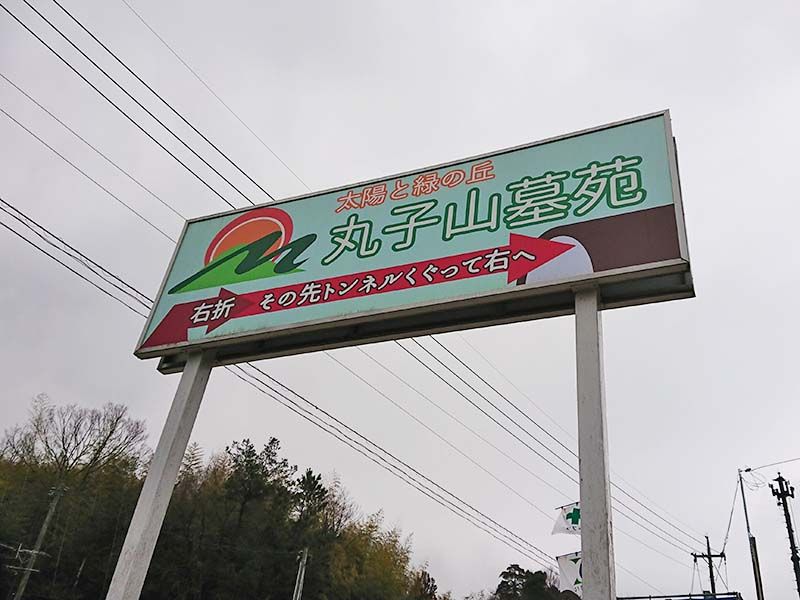 太陽と緑の丘
丸子山墓苑
右折 その先トンネルくぐって右へ